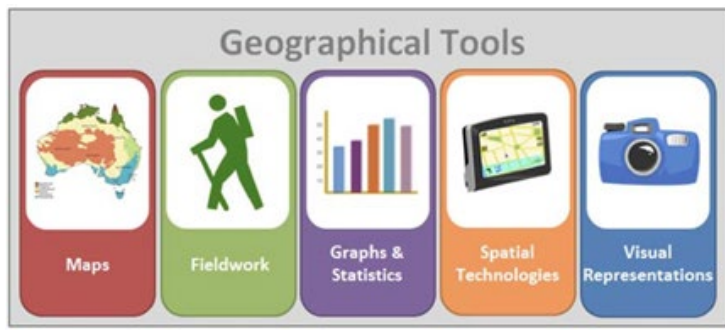 Geographical Tools
Maps
Fieldwork
Graphs &
Statistics
Spatial
Technologies
Visual
Representations